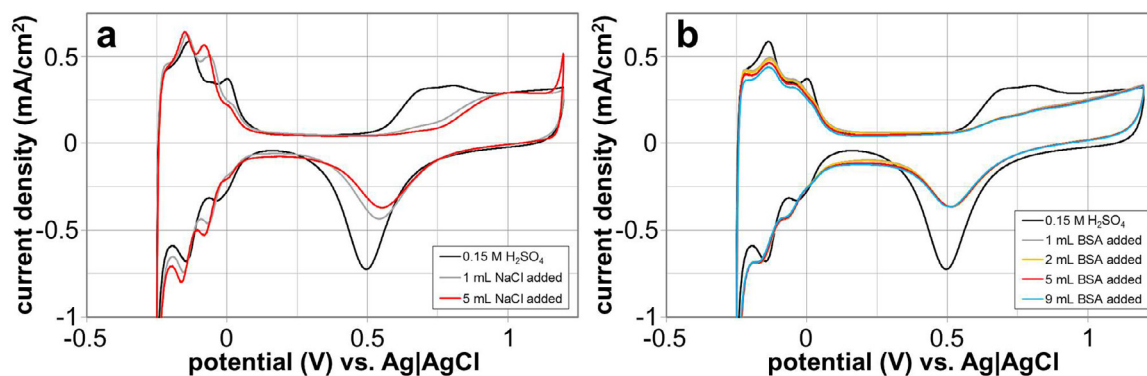 a
current density (mA/cm²)
0.5
0
-0.5
-1
-0.5
0
0.5
1
potential (V) vs. Ag|AgCl
0.15 M H₂SO₄
1 mL NaCl added
5 mL NaCl added
b
current density (mA/cm²)
0.5
0
-0.5
-1
-0.5
0
0.5
1
potential (V) vs. Ag|AgCl
0.15 M H₂SO₄
1 mL BSA added
2 mL BSA added
5 mL BSA added
9 mL BSA added